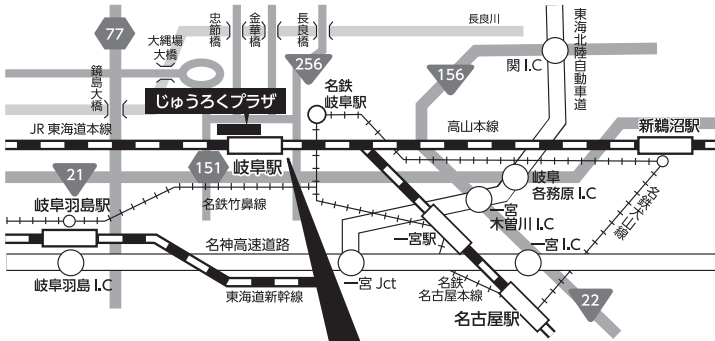 77
大縄場
大橋
忠節橋
金華橋
長良橋
長良川
東海北陸自動車道
鏡島大橋
256
156
関 I.C
じゅうろくプラザ
名鉄
岐阜駅
JR 東海道本線
高山本線
新鵜沼駅
21
151
岐阜駅
岐阜
各務原 I.C
岐阜羽島駅
名鉄竹鼻線
一宮
木曽川 I.C
名鉄犬山線
名神高速道路
一宮駅
一宮 I.C
岐阜羽島 I.C
東海道新幹線
一宮 Jct
名鉄
名古屋本線
22
名古屋駅